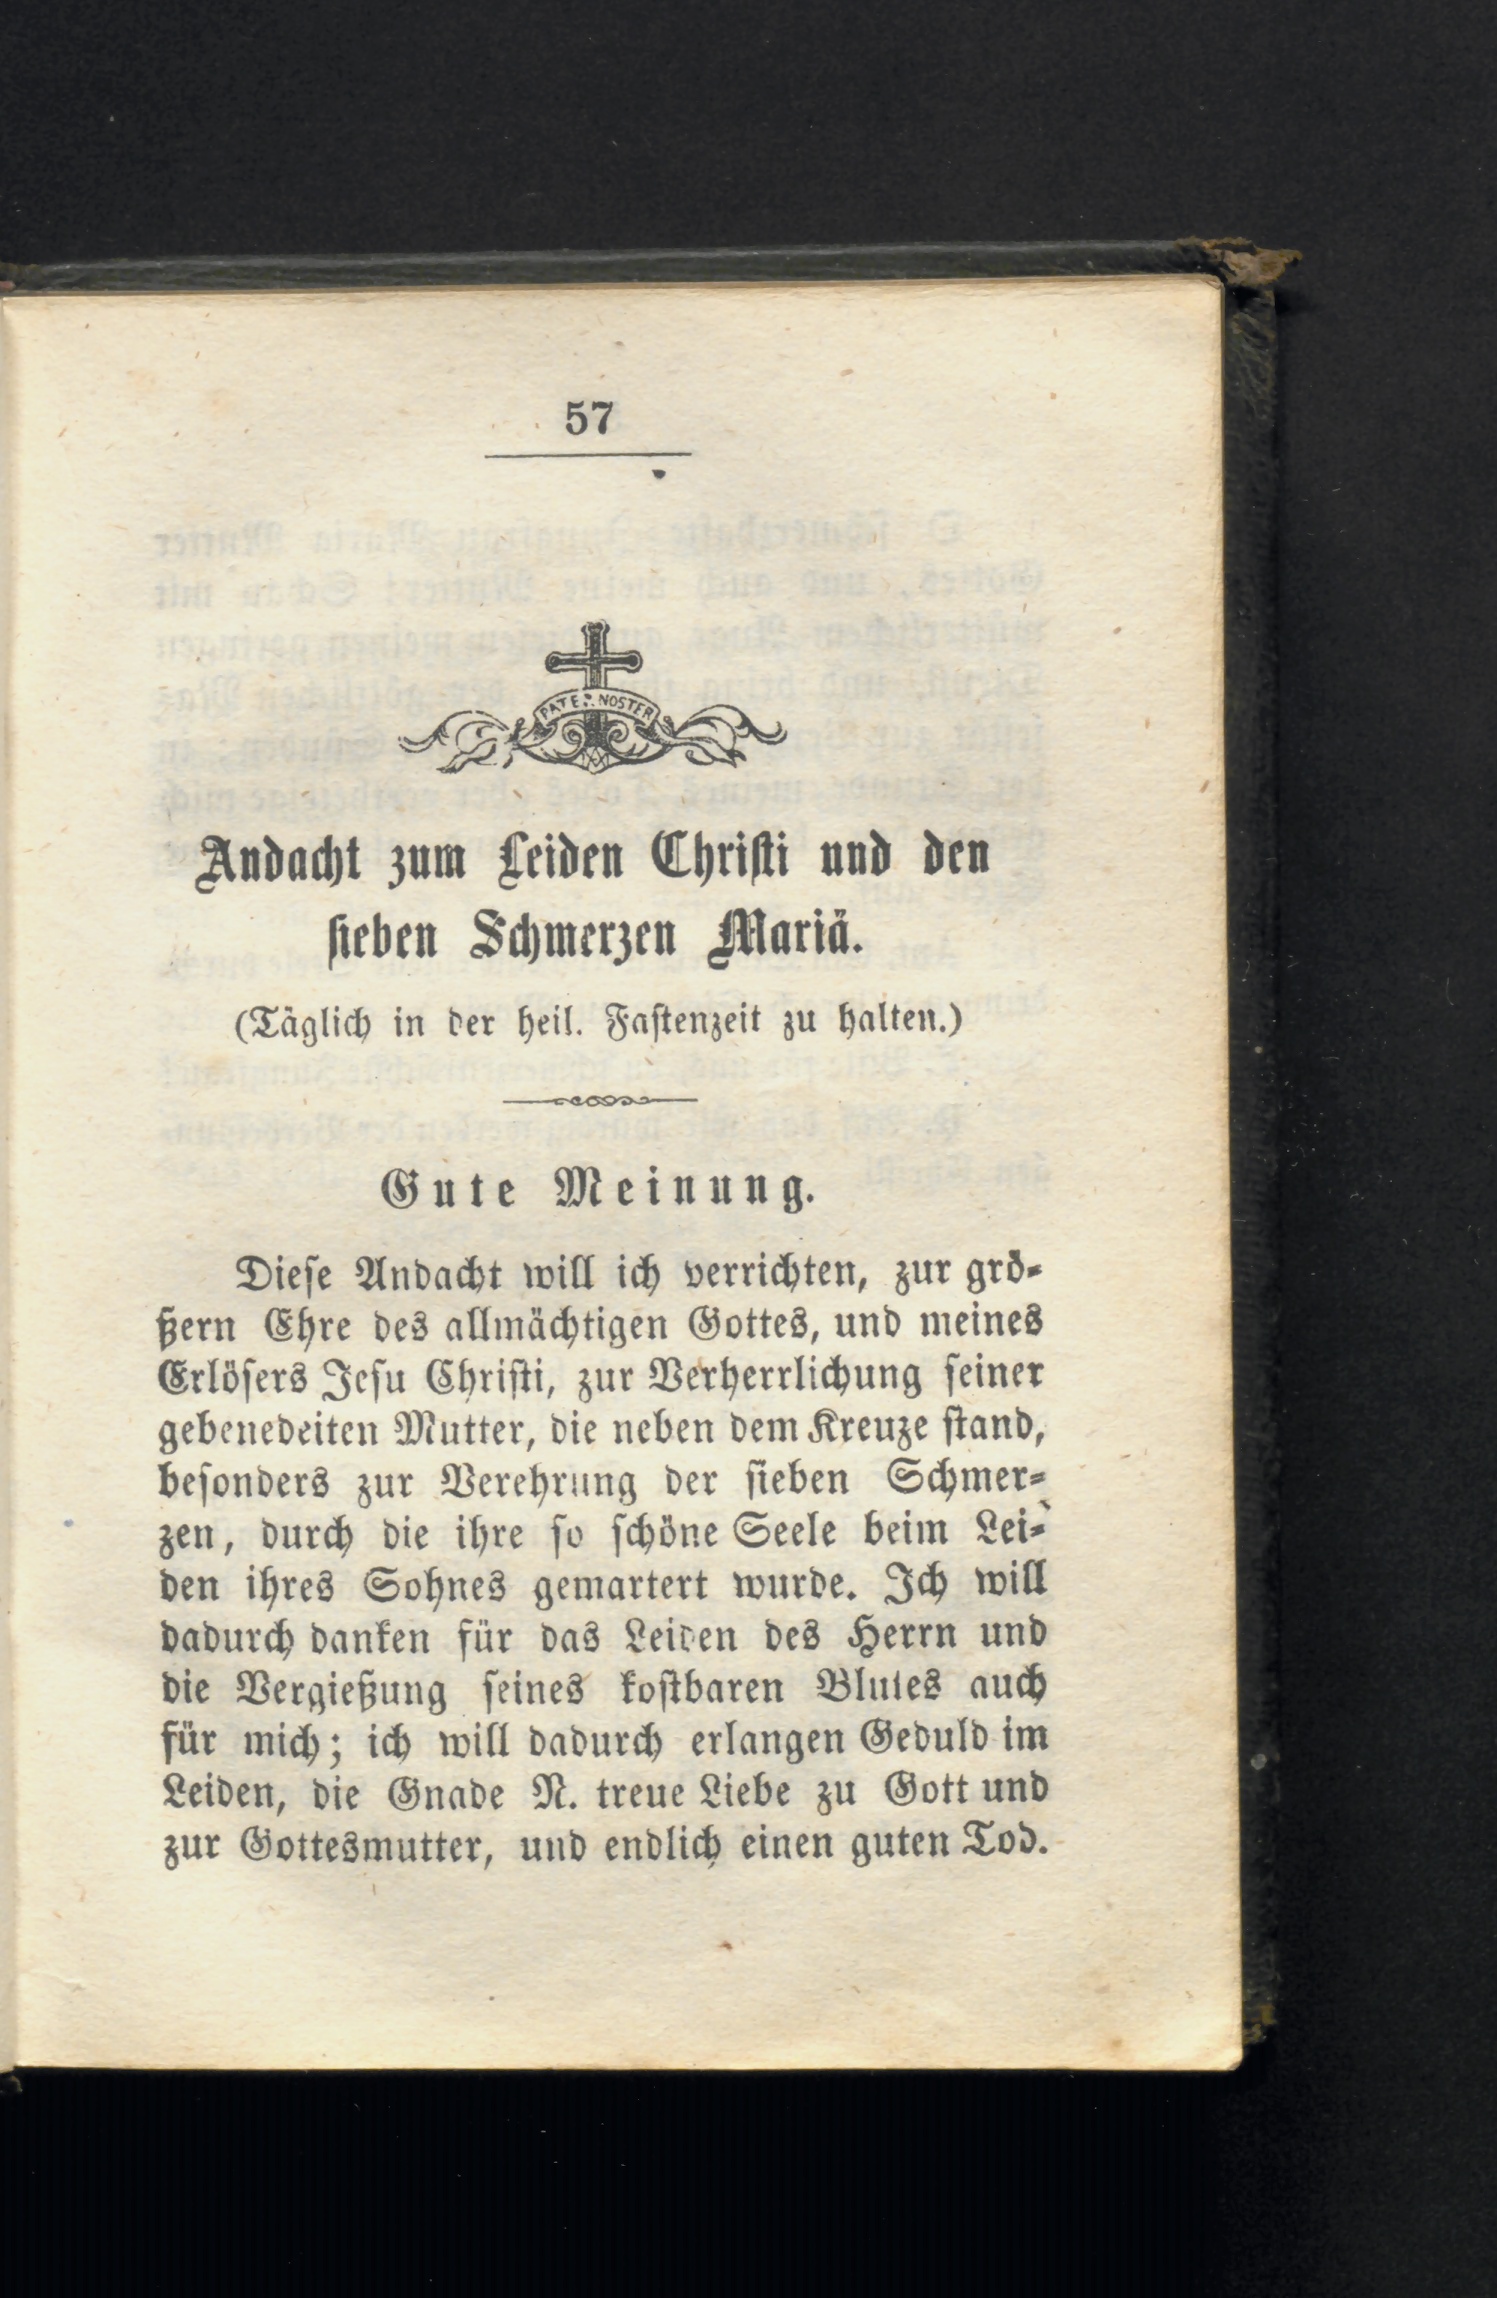 57
PATER NOSTER
Andacht zum Leiden Christi und den
sieben Schmerzen Mariä.
(Täglich in der heil. Fastenzeit zu halten.)
Gute Meinung.
Diese Andacht will ich verrichten, zur grö-
ßern Ehre des allmächtigen Gottes, und meines
Erlösers Jesu Christi, zur Verherrlichung seiner
gebenedeiten Mutter, die neben dem Kreuze stand,
besonders zur Verehrung der sieben Schmer-
zen, durch die ihre so schöne Seele beim Lei-
den ihres Sohnes gemartert wurde. Ich will
dadurch danken für das Leiden des Herrn und
die Vergießung seines kostbaren Blutes auch
für mich; ich will dadurch erlangen Geduld im
Leiden, die Gnade N. treue Liebe zu Gott und
zur Gottesmutter, und endlich einen guten Tod.